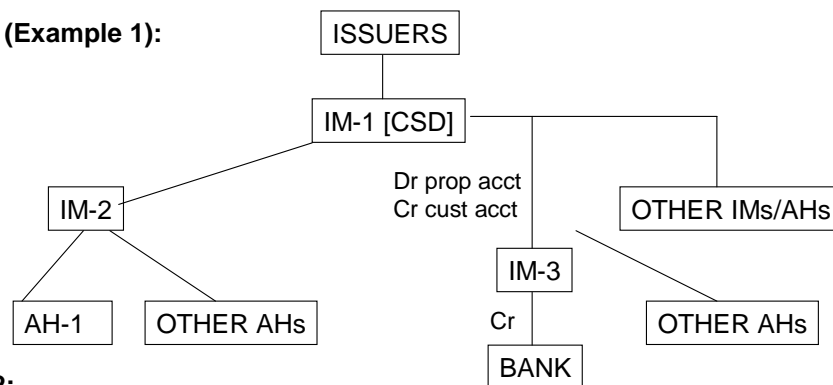 (Example 1):
ISSUERS
IM-1 [CSD]
Dr prop acct
Cr cust acct
IM-2
OTHER IMs/AHs
IM-3
AH-1
OTHER AHs
Cr
OTHER AHs
BANK